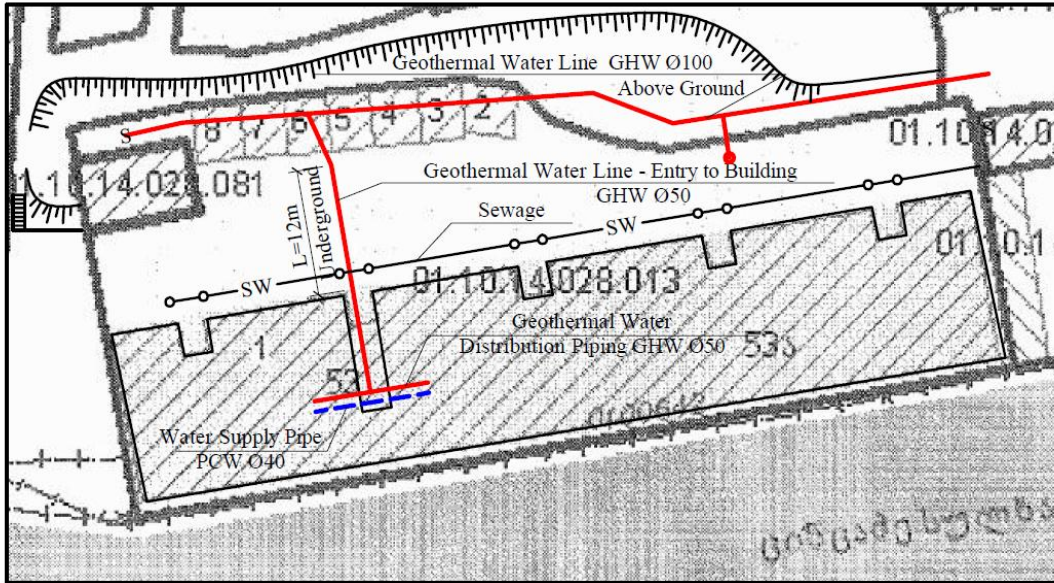 Geothermal Water Line GHW Ø100
Above Ground
S
8 7 6 5 4 3 2
01.10.14.0
.10.14.028.081
Geothermal Water Line - Entry to Building
GHW Ø50
L=12m
Underground
Sewage
SW
SW
01.10.1
01.10.14.028.013
1
Geothermal Water
Distribution Piping GHW Ø50
Water Supply Pipe
PCW Ø40